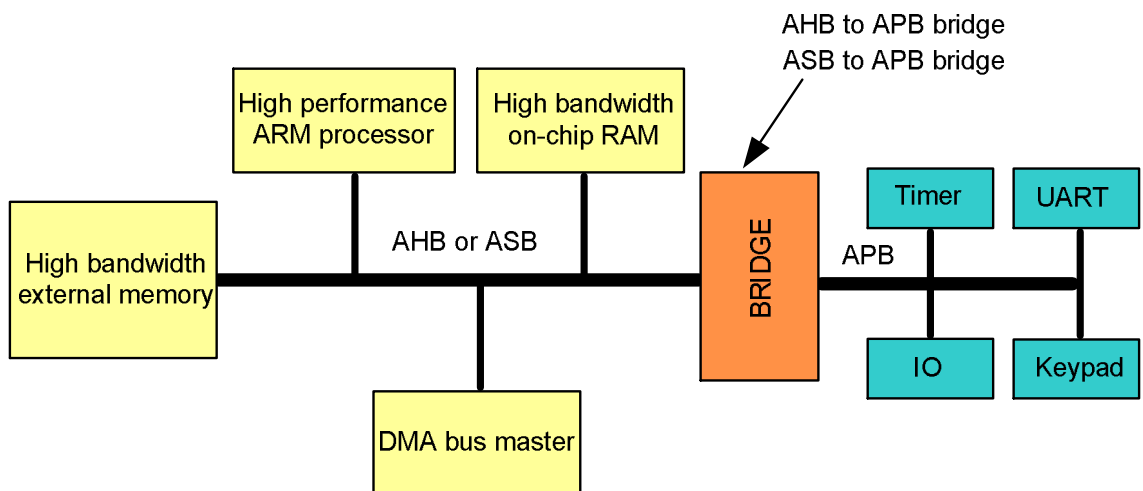 AHB to APB bridge
ASB to APB bridge
High performance
ARM processor
High bandwidth
on-chip RAM
Timer
UART
High bandwidth
external memory
AHB or ASB
BRIDGE
APB
IO
Keypad
DMA bus master